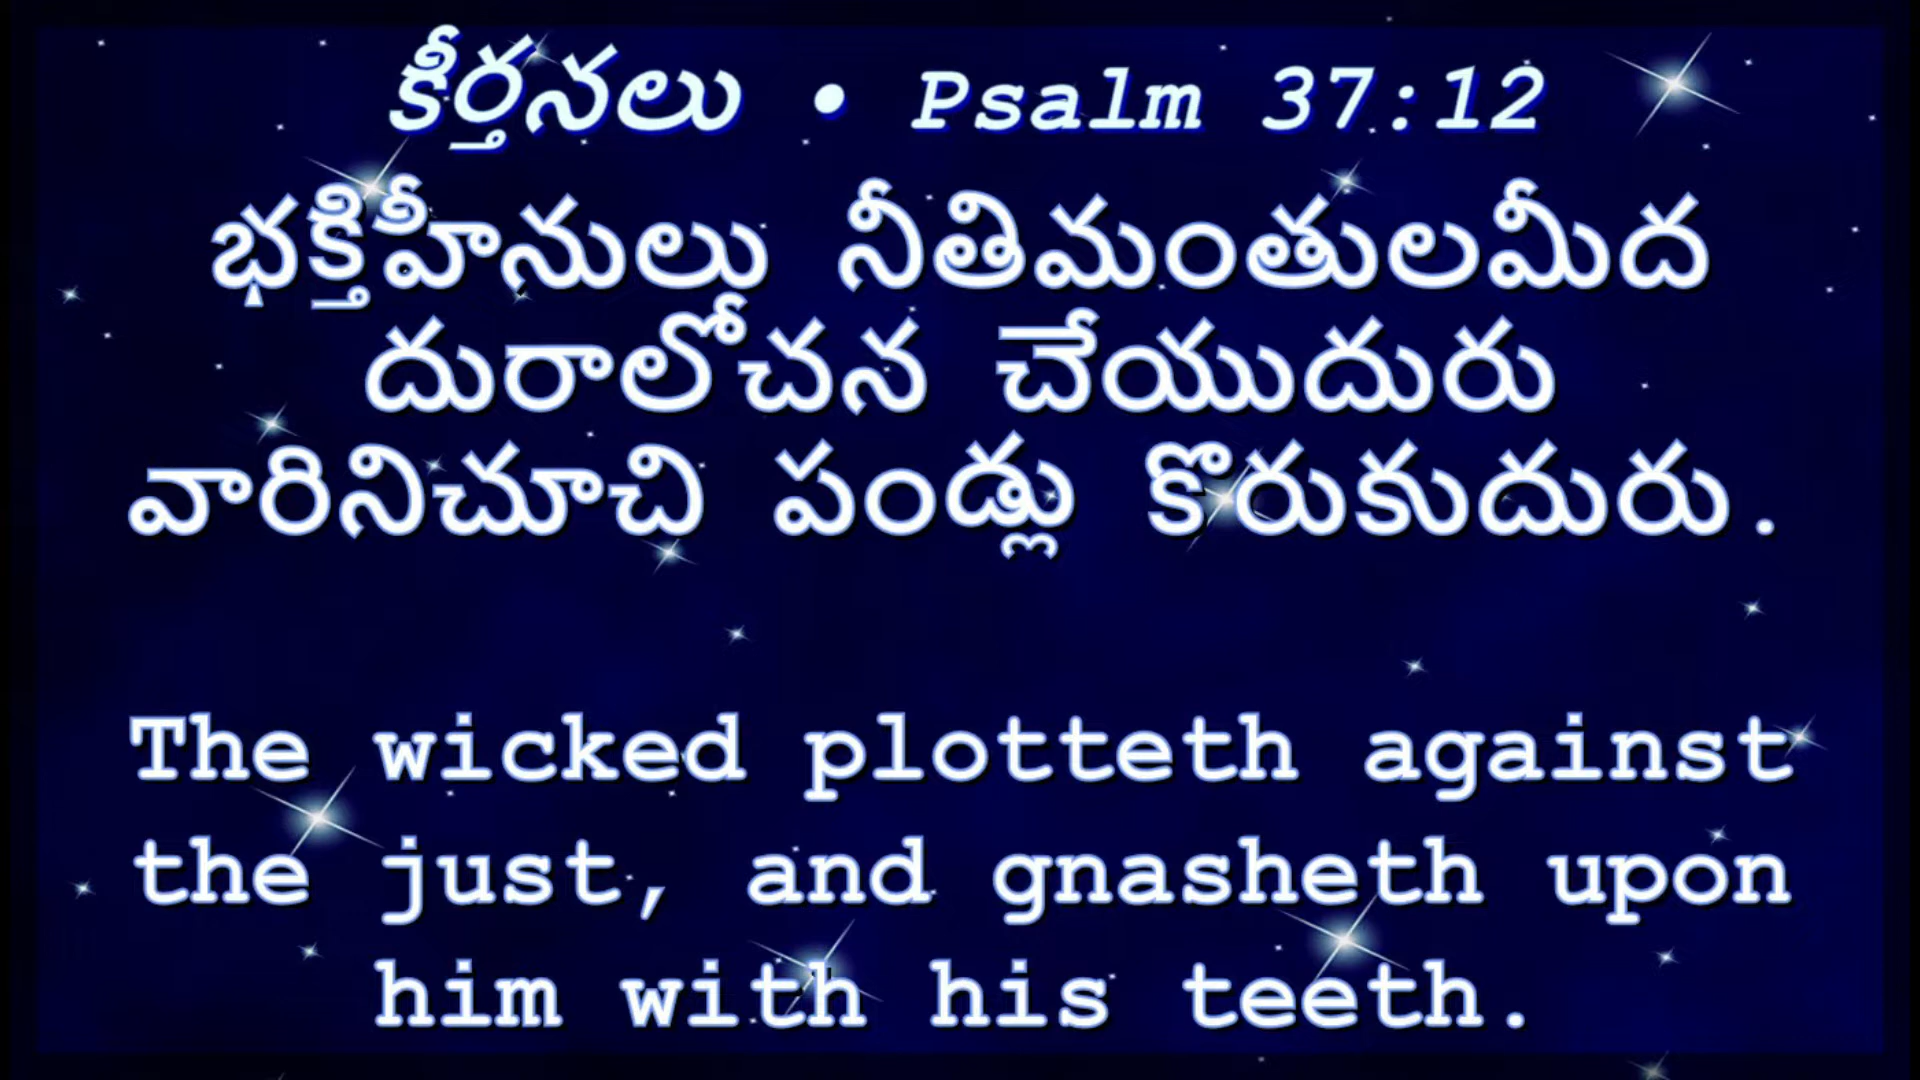 కీర్తనలు • Psalm 37:12
భక్తిహీనులు నీతిమంతులమీద
దురాలోచన చేయుదురు
వారినిచూచి పండ్లు కొరుకుదురు.
The wicked plotteth against
the just, and gnasheth upon
him with his teeth.